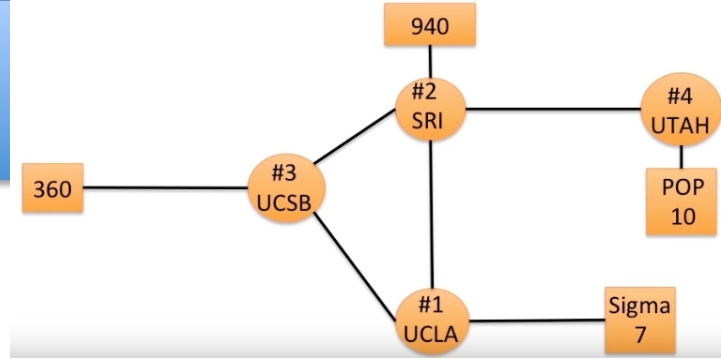 940
#2
SRI
#4
UTAH
360
#3
UCSB
POP
10
#1
UCLA
Sigma
7